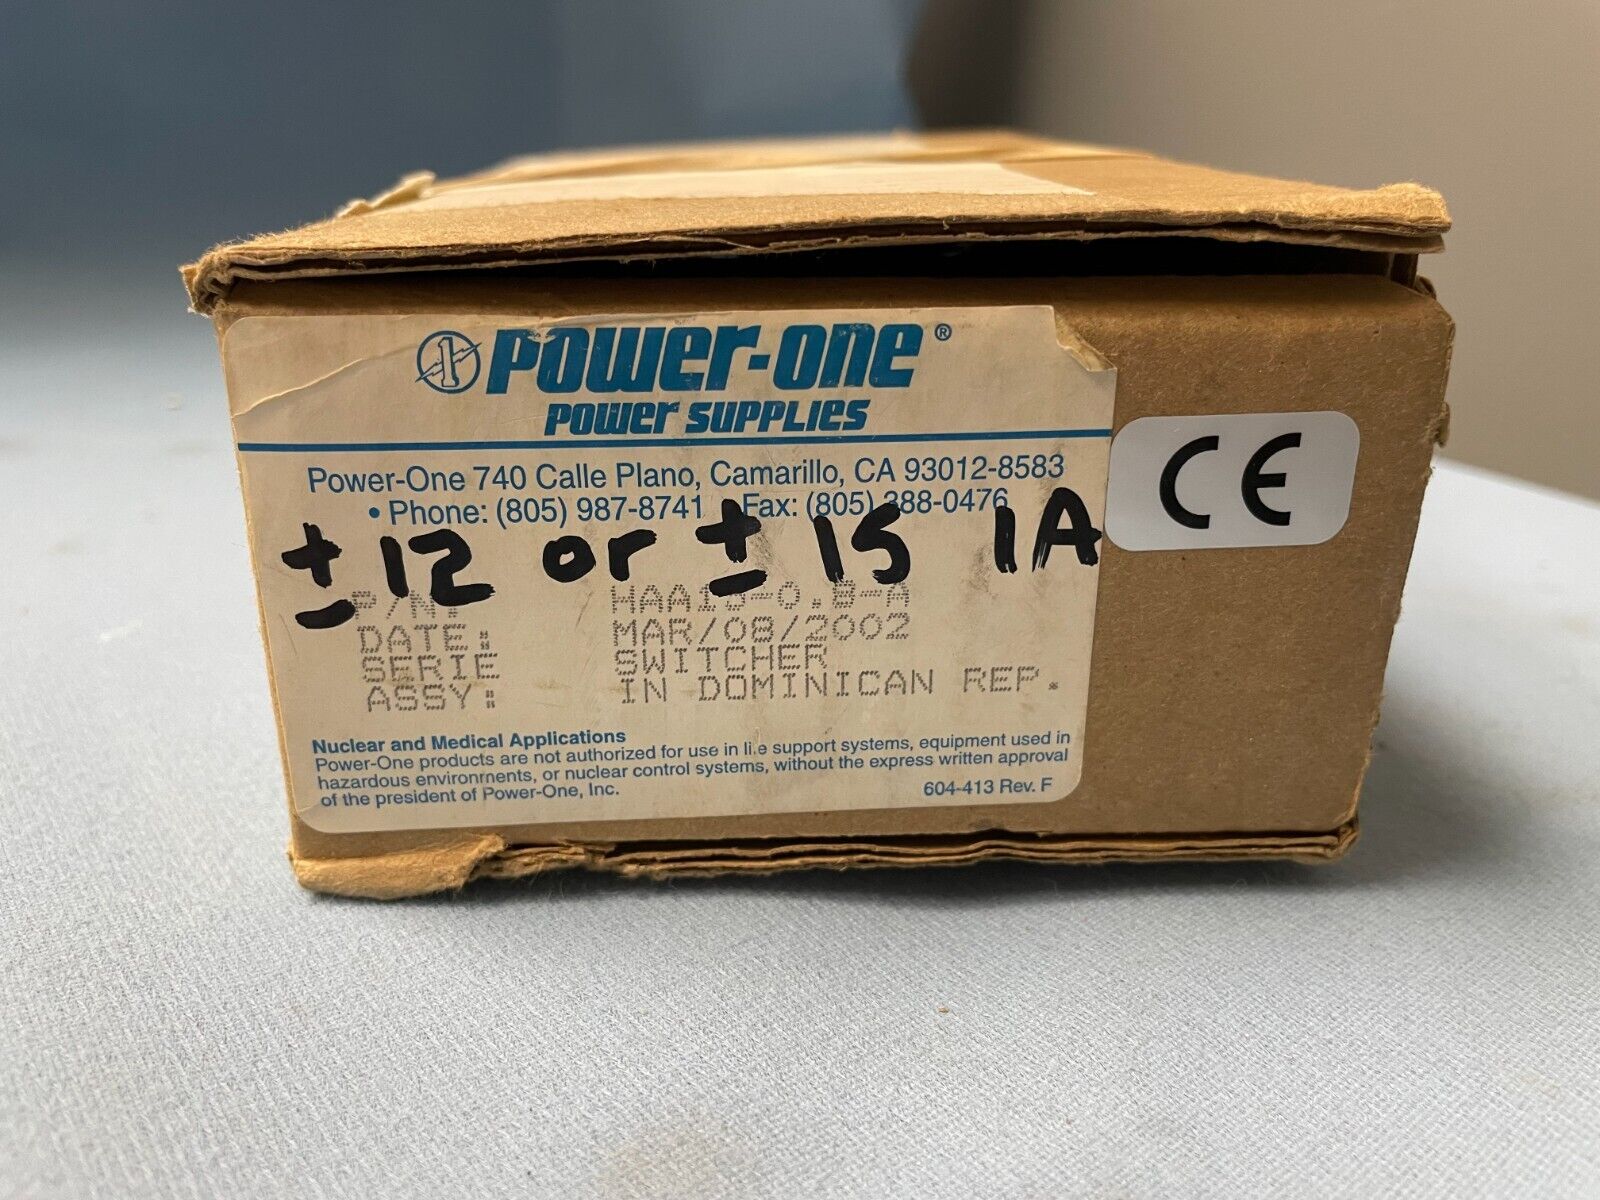 POWER-ONE®
POWER SUPPLIES
Power-One 740 Calle Plano, Camarillo, CA 93012-8583
• Phone: (805) 987-8741 Fax: (805) 388-0476
± 12 or ± 15 1A
P/N: HAA15-0.8-A
DATE: MAR/08/2002
SERIE SWITCHER
ASSY: IN DOMINICAN REP.
Nuclear and Medical Applications
Power-One products are not authorized for use in life support systems, equipment used in
hazardous environments, or nuclear control systems, without the express written approval
of the president of Power-One, Inc.
604-413 Rev. F
CE